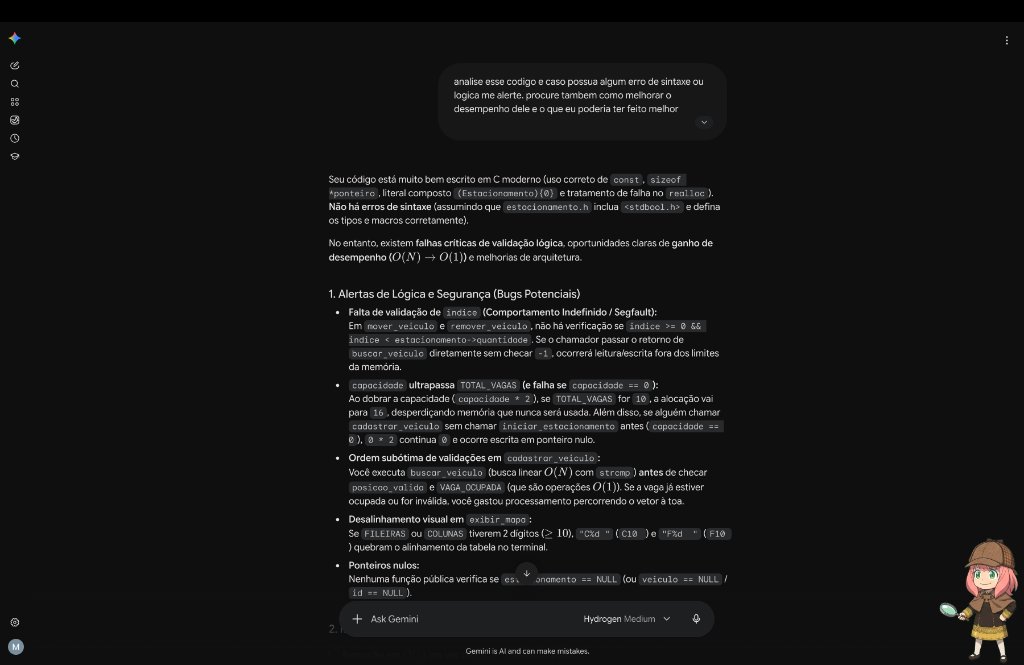 analise esse codigo e caso possua algum erro de sintaxe ou
logica me alerte. procure tambem como melhorar o
desempenho dele e o que eu poderia ter feito melhor
Seu código está muito bem escrito em C moderno (uso correto de const, sizeof
*ponteiro, literal composto (Estacionamento){0} e tratamento de falha no realloc).
Não há erros de sintaxe (assumindo que estacionamento.h inclua <stdbool.h> e defina
os tipos e macros corretamente).
No entanto, existem falhas críticas de validação lógica, oportunidades claras de ganho de
desempenho (O(N) → O(1)) e melhorias de arquitetura.
1. Alertas de Lógica e Segurança (Bugs Potenciais)
• Falta de validação de indice (Comportamento Indefinido / Segfault):
Em mover_veiculo e remover_veiculo, não há verificação se indice >= 0 &&
indice < estacionamento->quantidade. Se o chamador passar o retorno de
buscar_veiculo diretamente sem checar -1, ocorrerá leitura/escrita fora dos limites
da memória.
• capacidade ultrapassa TOTAL_VAGAS (e falha se capacidade == 0):
Ao dobrar a capacidade (capacidade * 2), se TOTAL_VAGAS for 10, a alocação vai
para 16, desperdiçando memória que nunca será usada. Além disso, se alguém chamar
cadastrar_veiculo sem chamar iniciar_estacionamento antes (capacidade ==
0), 0 * 2 continua 0 e ocorre escrita em ponteiro nulo.
• Ordem subótima de validações em cadastrar_veiculo:
Você executa buscar_veiculo (busca linear O(N) com strcmp) antes de checar
posicao_valida e VAGA_OCUPADA (que são operações O(1)). Se a vaga já estiver
ocupada ou for inválida, você gastou processamento percorrendo o vetor à toa.
• Desalinhamento visual em exibir_mapa:
Se FILEIRAS ou COLUNAS tiverem 2 dígitos (≥ 10), "C%d " (C10 ) e "F%d  " (F10
) quebram o alinhamento da tabela no terminal.
• Ponteiros nulos:
Nenhuma função pública verifica se == NULL (ou veiculo == NULL /
id == NULL).
2.
Ask Gemini
Hydrogen Medium
M
Gemini is AI and can make mistakes.